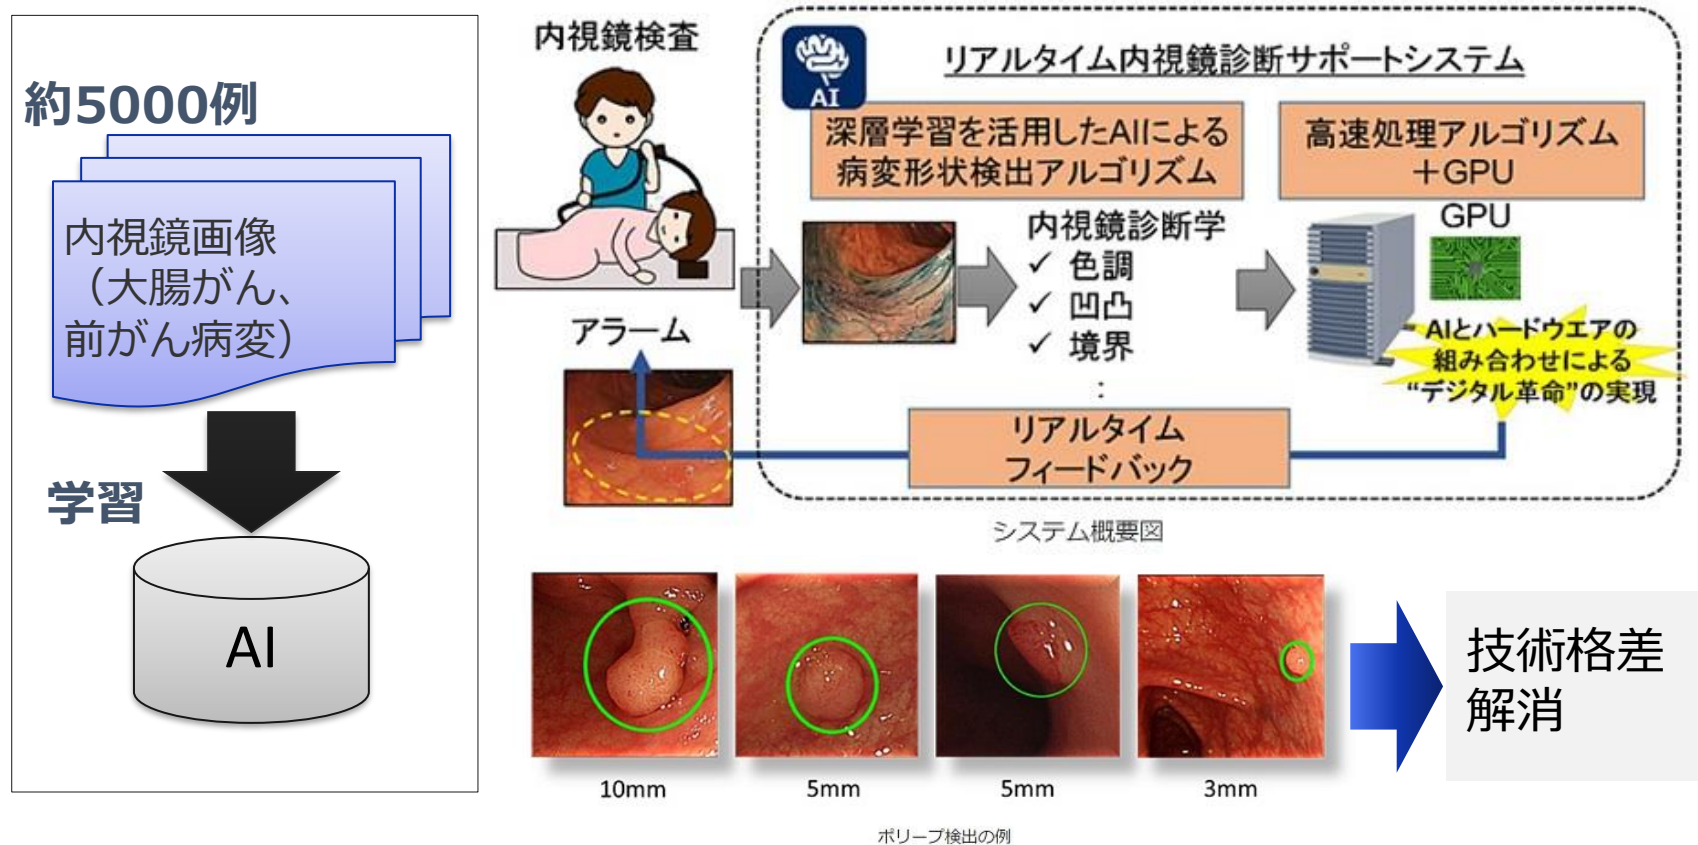 約5000例
内視鏡画像
（大腸がん、
前がん病変）
学習
AI
内視鏡検査
AI
リアルタイム内視鏡診断サポートシステム
深層学習を活用したAIによる
病変形状検出アルゴリズム
高速処理アルゴリズム
＋GPU
内視鏡診断学
✓ 色調
✓ 凹凸
✓ 境界
:
GPU
AIとハードウエアの
組み合わせによる
“デジタル革命”の実現
アラーム
リアルタイム
フィードバック
システム概要図
10mm
5mm
5mm
3mm
ポリープ検出の例
技術格差
解消